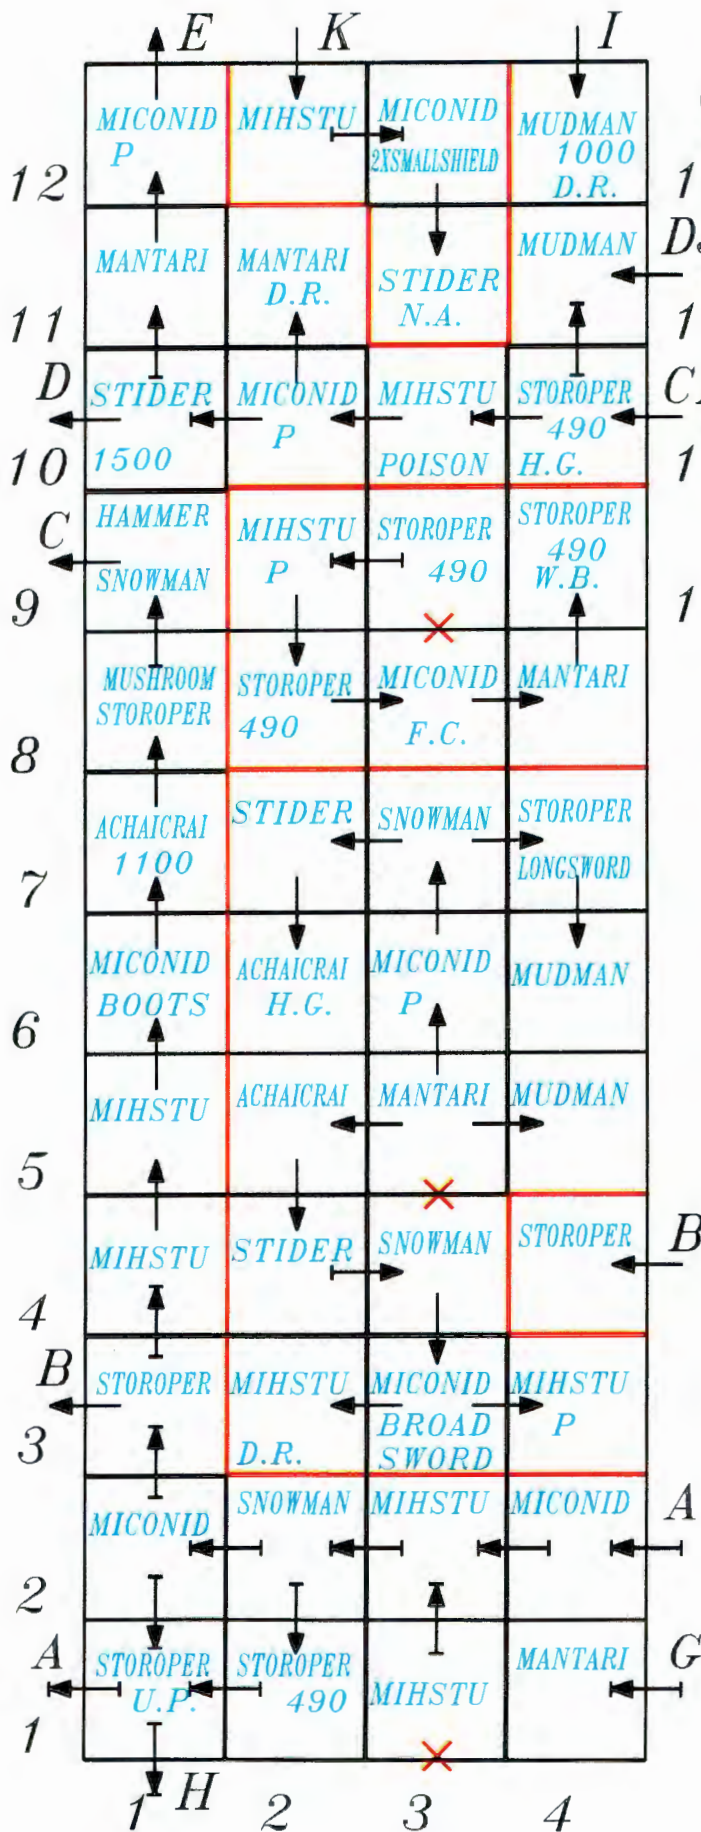 E K I
MICONID MIHSTU MICONID MUDMAN
P 2XSMALLSHIELD 1000
12 D.R. 1
MANTARI MANTARI STIDER MUDMAN D
D.R. N.A.
11 1
D STIDER MICONID MIHSTU STOROPER C
P 490
10 1500 POISON H.G. 1
C HAMMER MIHSTU STOROPER STOROPER
SNOWMAN P 490 490
9 W.B. 1
MUSHROOM STOROPER MICONID MANTARI
STOROPER 490 F.C.
8
ACHAICRAI STIDER SNOWMAN STOROPER
1100 LONGSWORD
7
MICONID ACHAICRAI MICONID MUDMAN
BOOTS H.G. P
6
MIHSTU ACHAICRAI MANTARI MUDMAN
5
MIHSTU STIDER SNOWMAN STOROPER B
4
B STOROPER MIHSTU MICONID MIHSTU
BROAD P
3 D.R. SWORD
MICONID SNOWMAN MIHSTU MICONID A
2
A STOROPER STOROPER MIHSTU MANTARI G
U.P. 490
1
1 H 2 3 4